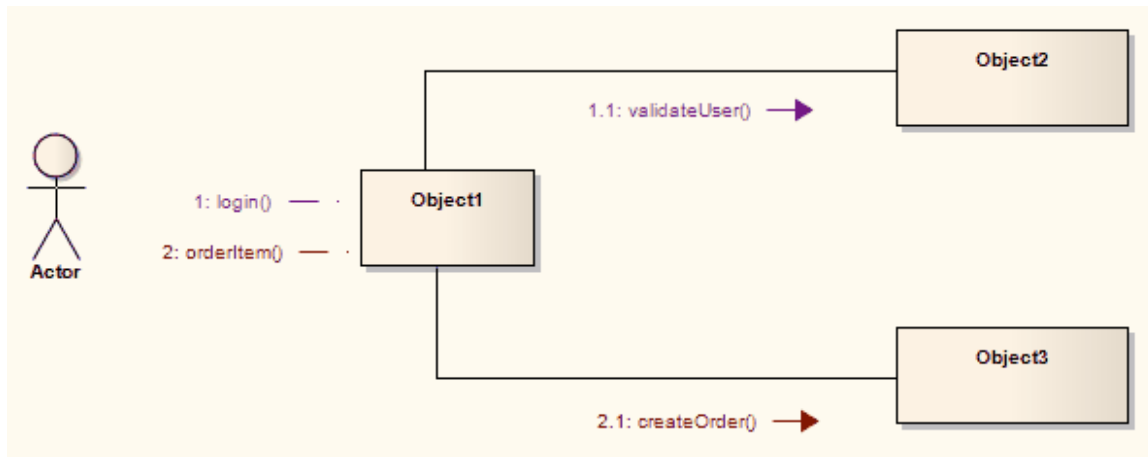 Object2
1.1: validateUser()
Object1
1: login()
2: orderItem()
Actor
Object3
2.1: createOrder()